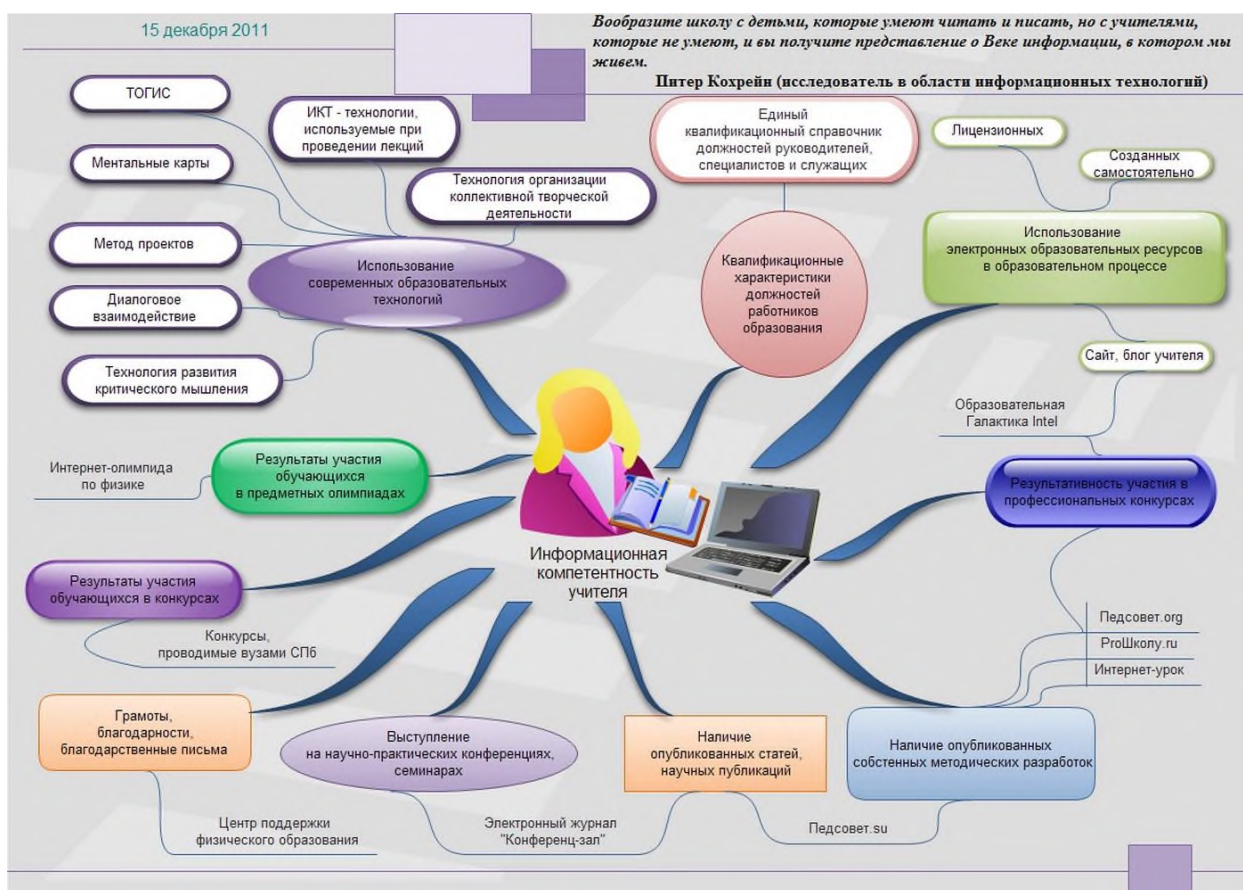 15 декабря 2011
Вообразите школу с детьми, которые умеют читать и писать, но с учителями,
которые не умеют, и вы получите представление о Веке информации, в котором мы
живем.
Питер Кохрейн (исследователь в области информационных технологий)
ТОГИС
ИКТ - технологии,
используемые при
проведении лекций
Ментальные карты
Технология организации
коллективной творческой
деятельности
Метод проектов
Использование
современных образовательных
технологий
Диалоговое
взаимодействие
Технология развития
критического мышления
Единый
квалификационный справочник
должностей руководителей,
специалистов и служащих
Квалификационные
характеристики
должностей
работников
образования
Лицензионных
Созданных
самостоятельно
Использование
электронных образовательных ресурсов
в образовательном процессе
Сайт, блог учителя
Образовательная
Галактика Intel
Результативность участия в
профессиональных конкурсах
Интернет-олимпида
по физике
Результаты участия
обучающихся
в предметных олимпиадах
Информационная
компетентность
учителя
Результаты участия
обучающихся в конкурсах
Конкурсы,
проводимые вузами СПб
Педсовет.org
ProШколу.ru
Интернет-урок
Грамоты,
благодарности,
благодарственные письма
Выступление
на научно-практических конференциях,
семинарах
Наличие
опубликованных статей,
научных публикаций
Наличие опубликованных
собстенных методических разработок
Центр поддержки
физического образования
Электронный журнал
"Конференц-зал"
Педсовет.su